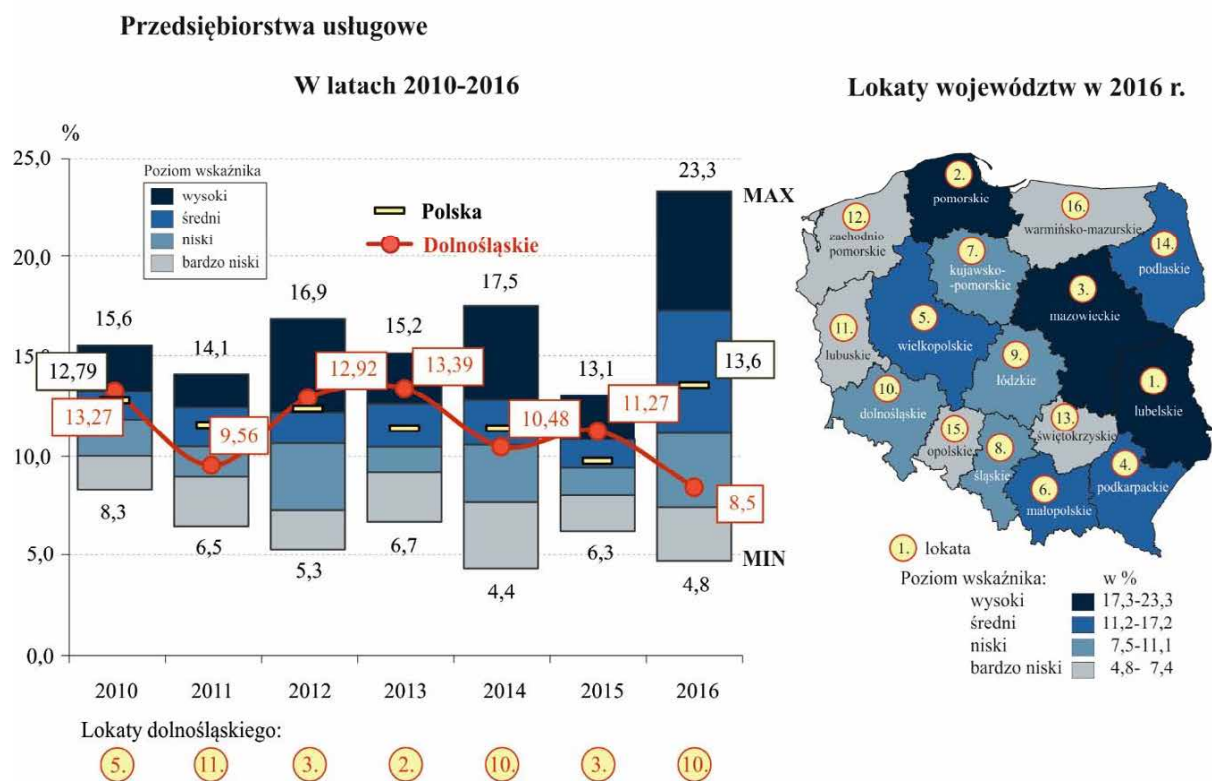 Przedsiębiorstwa usługowe
W latach 2010-2016
%
25,0
20,0
15,0
10,0
5,0
0,0
Poziom wskaźnika
wysoki
średni
niski
bardzo niski
Polska
Dolnośląskie
MAX
MIN
15,6
14,1
16,9
15,2
17,5
13,1
23,3
12,79
13,27
9,56
12,92
13,39
10,48
11,27
13,6
8,5
8,3
6,5
5,3
6,7
4,4
6,3
4,8
2010 2011 2012 2013 2014 2015 2016
Lokaty dolnośląskiego:
5. 11. 3. 2. 10. 3. 10.
Lokaty województw w 2016 r.
2.
pomorskie
16.
warmińsko-mazurskie
12.
zachodnio
pomorskie
14.
podlaskie
7.
kujawsko-
-pomorskie
3.
mazowieckie
5.
wielkopolskie
11.
lubuskie
9.
łódzkie
1.
lubelskie
10.
dolnośląskie
13.
świętokrzyskie
15.
opolskie
8.
śląskie
4.
podkarpackie
6.
małopolskie
1. lokata
Poziom wskaźnika: w %
wysoki 17,3-23,3
średni 11,2-17,2
niski 7,5-11,1
bardzo niski 4,8- 7,4